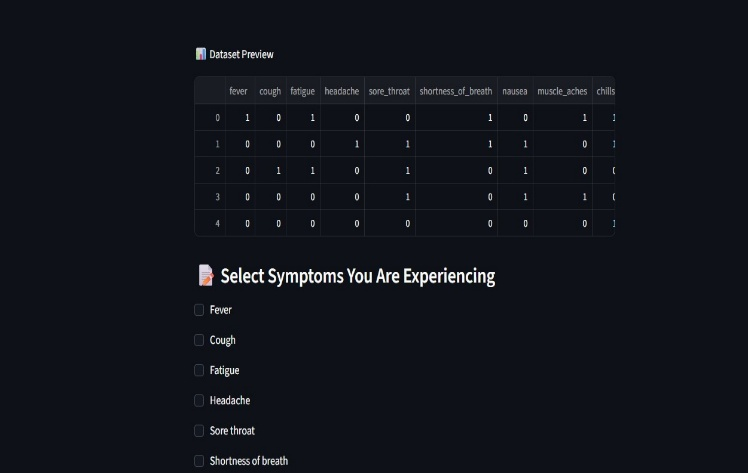 📊 Dataset Preview
fever cough fatigue headache sore_throat shortness_of_breath nausea muscle_aches chills
0 1 0 1 0 0 1 0 1 1
1 0 0 0 1 1 1 1 0 1
2 0 1 1 0 1 0 1 0 0
3 0 0 0 0 1 0 1 1 0
4 0 0 0 0 0 0 0 0 1
📝 Select Symptoms You Are Experiencing
Fever
Cough
Fatigue
Headache
Sore throat
Shortness of breath